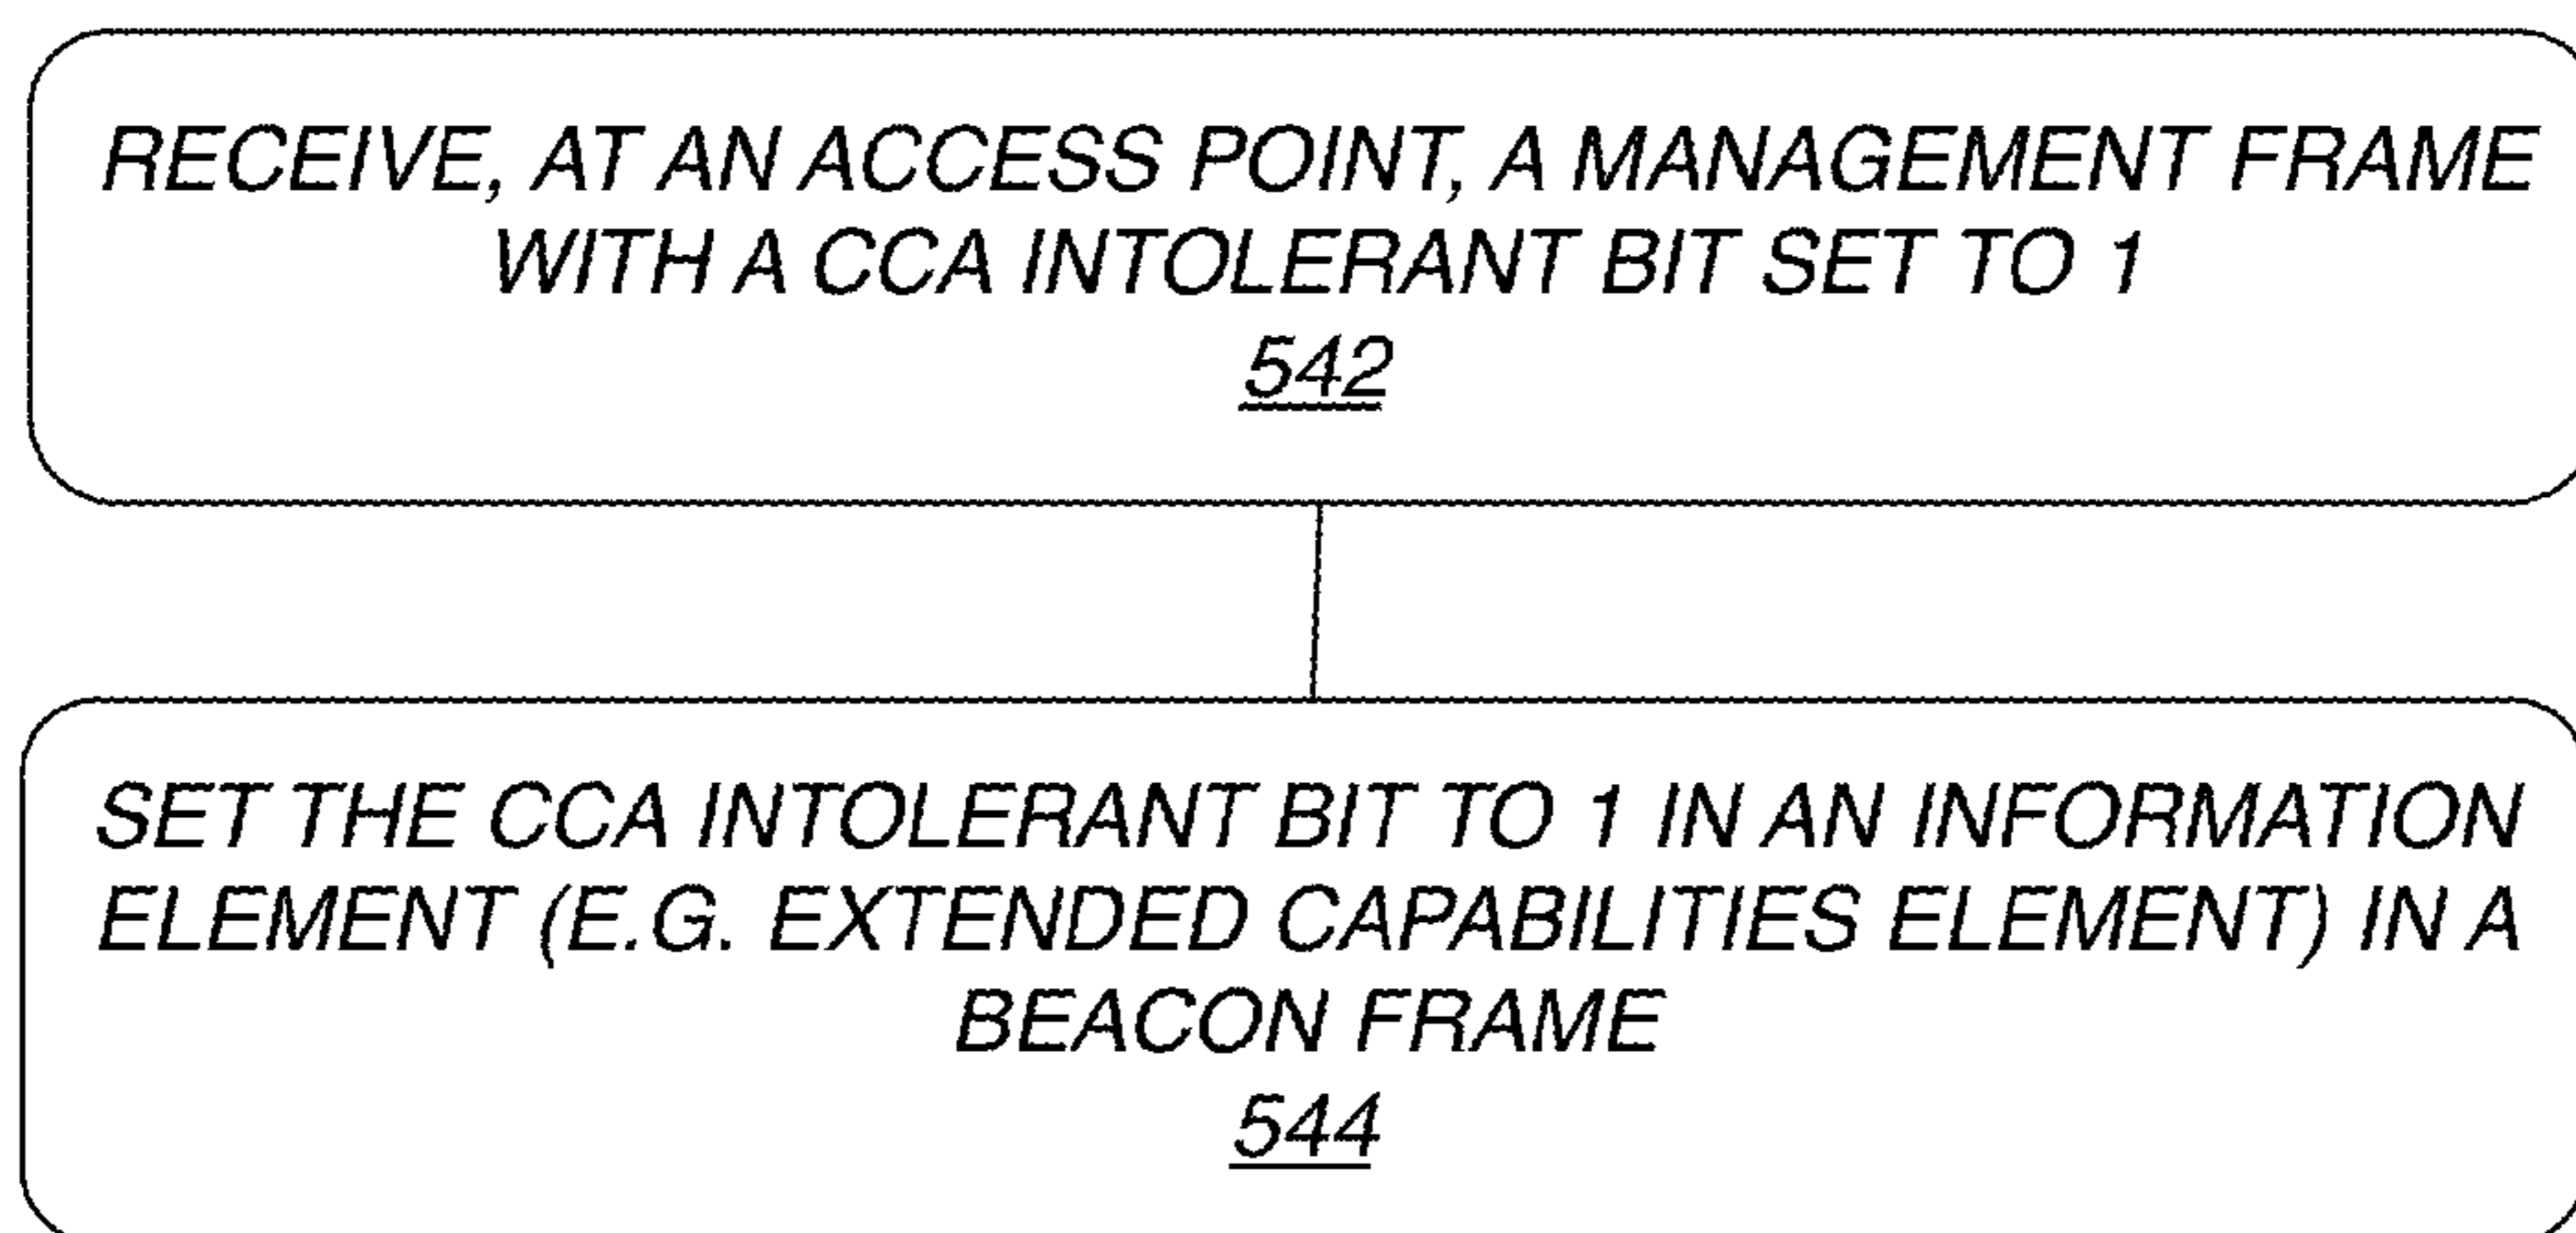 RECEIVE, AT AN ACCESS POINT, A MANAGEMENT FRAME
WITH A CCA INTOLERANT BIT SET TO 1
542
SET THE CCA INTOLERANT BIT TO 1 IN AN INFORMATION
ELEMENT (E.G. EXTENDED CAPABILITIES ELEMENT) IN A
BEACON FRAME
544